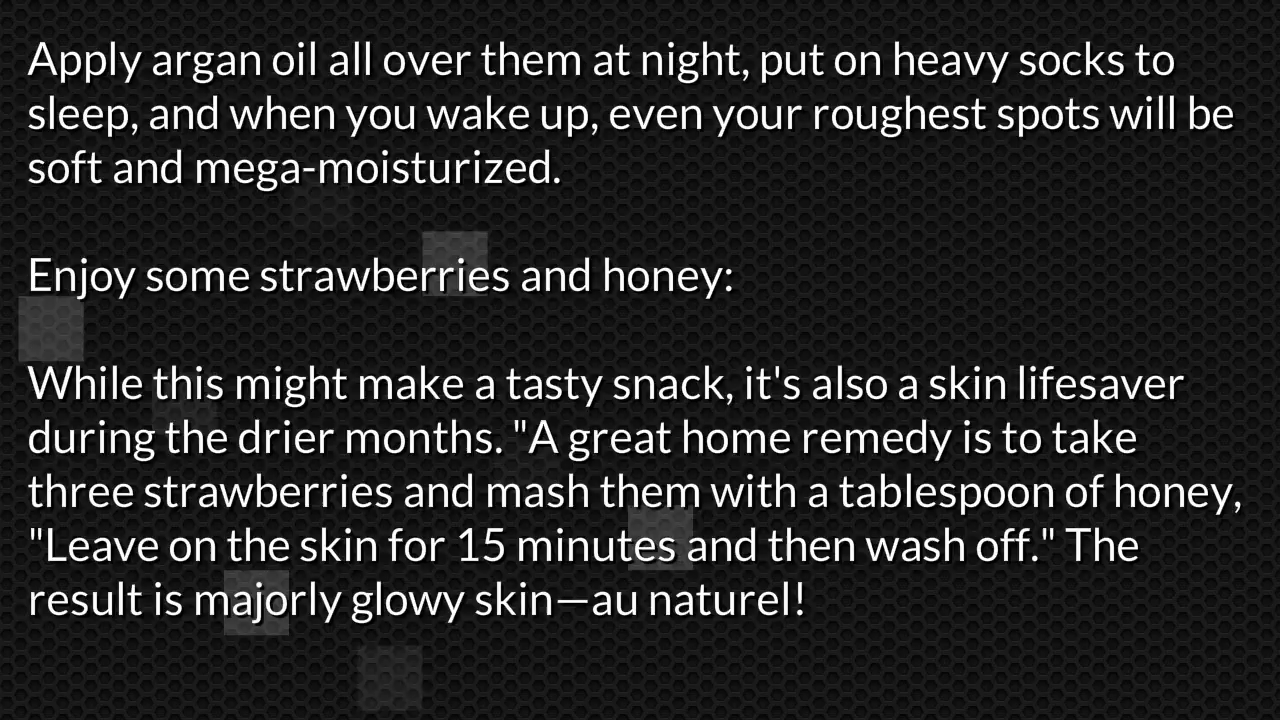 Apply argan oil all over them at night, put on heavy socks to
sleep, and when you wake up, even your roughest spots will be
soft and mega-moisturized.
Enjoy some strawberries and honey:
While this might make a tasty snack, it's also a skin lifesaver
during the drier months. "A great home remedy is to take
three strawberries and mash them with a tablespoon of honey,
"Leave on the skin for 15 minutes and then wash off." The
result is majorly glowy skin—au naturel!